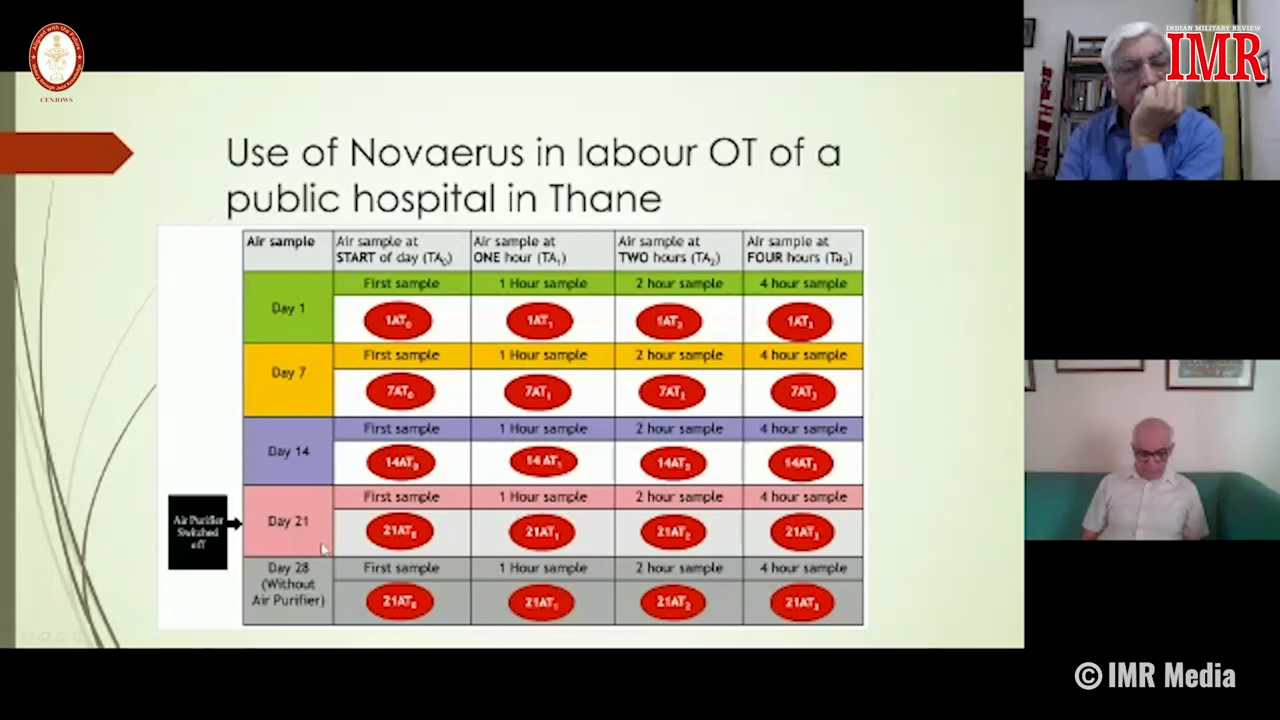 CENJOWS
INDIAN MILITARY REVIEW
IMR
Use of Novaerus in labour OT of a
public hospital in Thane
Air sample
Air sample at
START of day (TA₀)
Air sample at
ONE hour (TA₁)
Air sample at
TWO hours (TA₂)
Air sample at
FOUR hours (Ta₃)
Day 1
First sample
1 Hour sample
2 hour sample
4 hour sample
1AT₀
1AT₁
1AT₂
1AT₃
Day 7
First sample
1 Hour sample
2 hour sample
4 hour sample
7AT₀
7AT₁
7AT₂
7AT₃
Day 14
First sample
1 Hour sample
2 hour sample
4 hour sample
14AT₀
14 AT₁
14AT₂
14AT₃
Air Purifier
Switched
off
Day 21
First sample
1 Hour sample
2 hour sample
4 hour sample
21AT₀
21AT₁
21AT₂
21AT₃
Day 28
(Without
Air Purifier)
First sample
1 Hour sample
2 hour sample
4 hour sample
21AT₀
21AT₁
21AT₂
21AT₃
© IMR Media